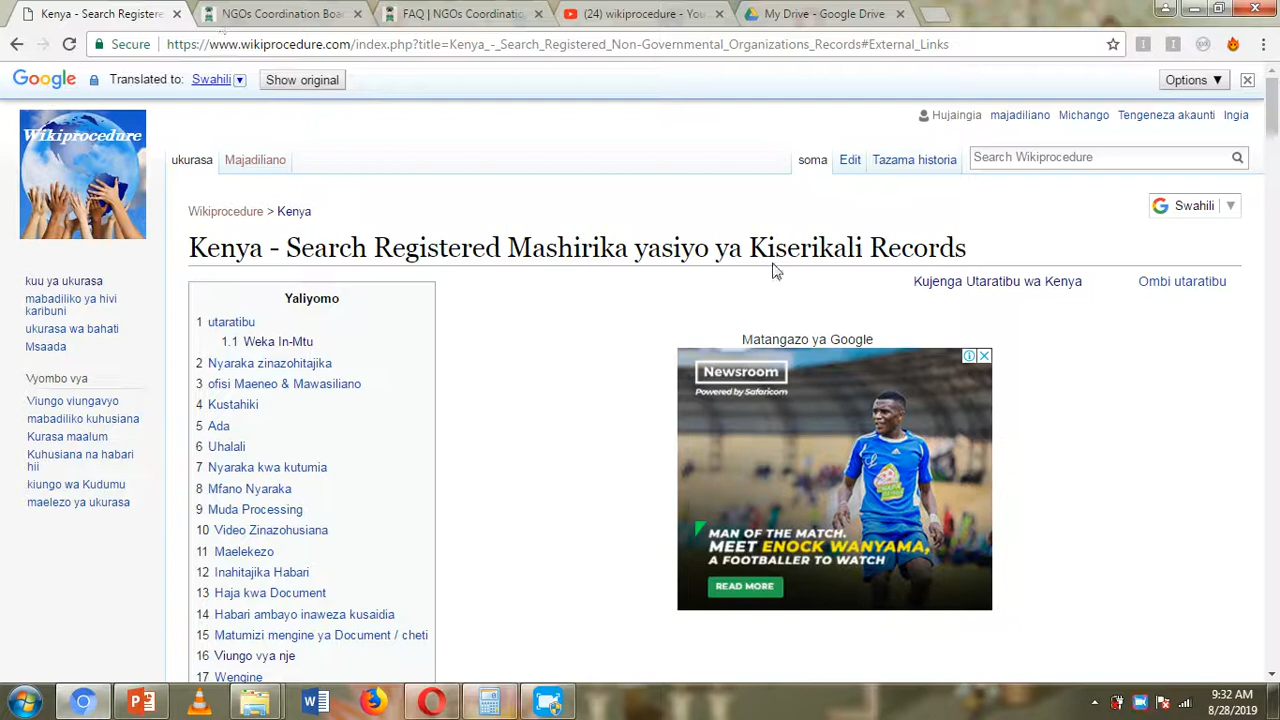 Kenya - Search Registere
NGOs Coordination Boa
FAQ | NGOs Coordinatio
(24) wikiprocedure - You
My Drive - Google Drive
Secure
https://www.wikiprocedure.com/index.php?title=Kenya_-_Search_Registered_Non-Governmental_Organizations_Records#External_Links
Google Translated to: Swahili Show original Options ▼
Wikiprocedure
Hujaingia majadiliano Michango Tengeneza akaunti Ingia
ukurasa Majadiliano soma Edit Tazama historia Search Wikiprocedure
Wikiprocedure > Kenya
G Swahili ▼
Kenya - Search Registered Mashirika yasiyo ya Kiserikali Records
Kujenga Utaratibu wa Kenya Ombi utaratibu
kuu ya ukurasa
mabadiliko ya hivi
karibuni
ukurasa wa bahati
Msaada
Vyombo vya
Viungo viungavyo
mabadiliko kuhusiana
Kurasa maalum
Kuhusiana na habari
hii
kiungo wa Kudumu
maelezo ya ukurasa
Yaliyomo
1 utaratibu
1.1 Weka In-Mtu
2 Nyaraka zinazohitajika
3 ofisi Maeneo & Mawasiliano
4 Kustahiki
5 Ada
6 Uhalali
7 Nyaraka kwa kutumia
8 Mfano Nyaraka
9 Muda Processing
10 Video Zinazohusiana
11 Maelekezo
12 Inahitajika Habari
13 Haja kwa Document
14 Habari ambayo inaweza kusaidia
15 Matumizi mengine ya Document / cheti
16 Viungo vya nje
17 Wengine
Matangazo ya Google
Newsroom
Powered by Safaricom
MAN OF THE MATCH.
MEET ENOCK WANYAMA,
A FOOTBALLER TO WATCH
READ MORE
9:32 AM
8/28/2019